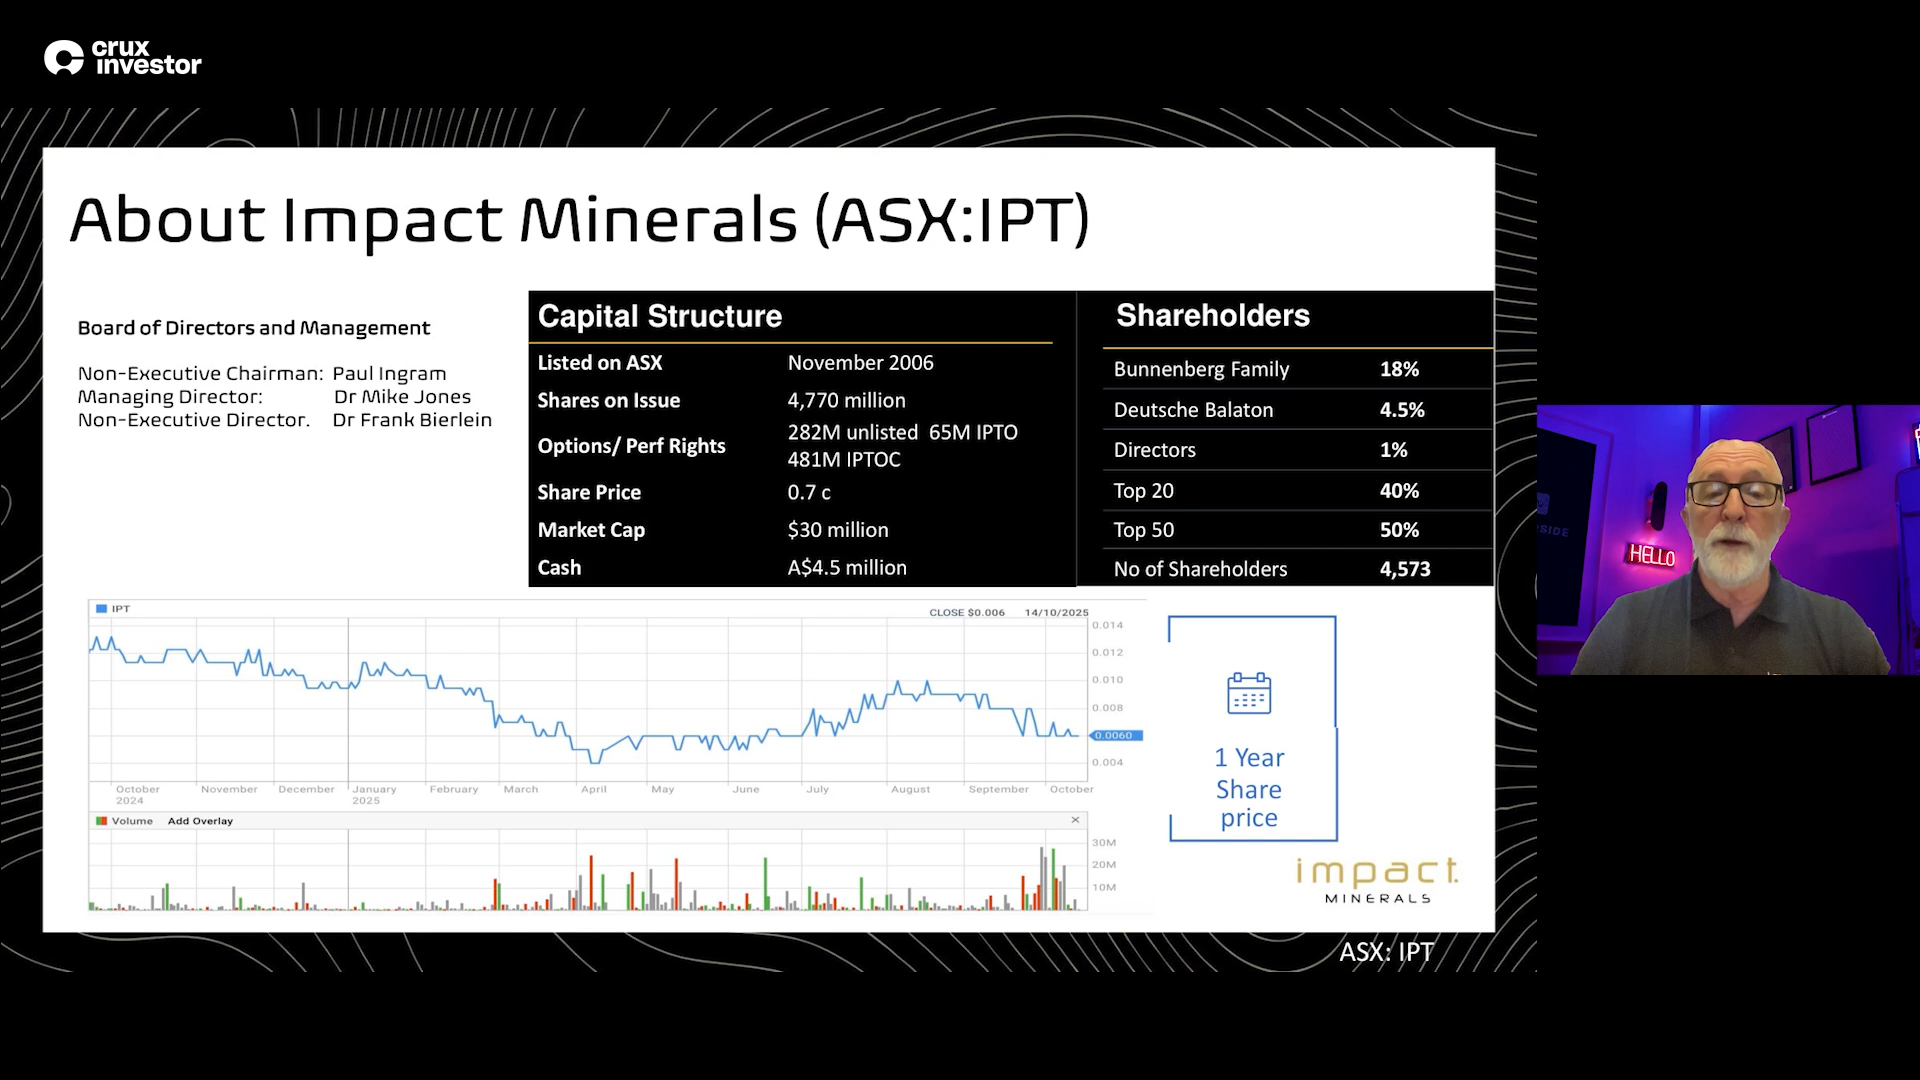 crux
investor
About Impact Minerals (ASX:IPT)
Board of Directors and Management
Non-Executive Chairman: Paul Ingram
Managing Director: Dr Mike Jones
Non-Executive Director. Dr Frank Bierlein
Capital Structure
Listed on ASX November 2006
Shares on Issue 4,770 million
Options/ Perf Rights 282M unlisted 65M IPTO
481M IPTOC
Share Price 0.7 c
Market Cap $30 million
Cash A$4.5 million
Shareholders
Bunnenberg Family 18%
Deutsche Balaton 4.5%
Directors 1%
Top 20 40%
Top 50 50%
No of Shareholders 4,573
IPT CLOSE $0.006 14/10/2025
0.014
0.012
0.010
0.008
0.0060
0.004
October November December January February March April May June July August September October
2024 2025
Volume Add Overlay
30M
20M
10M
1 Year
Share
price
impact
MINERALS
ASX: IPT
HELLO
SIDE